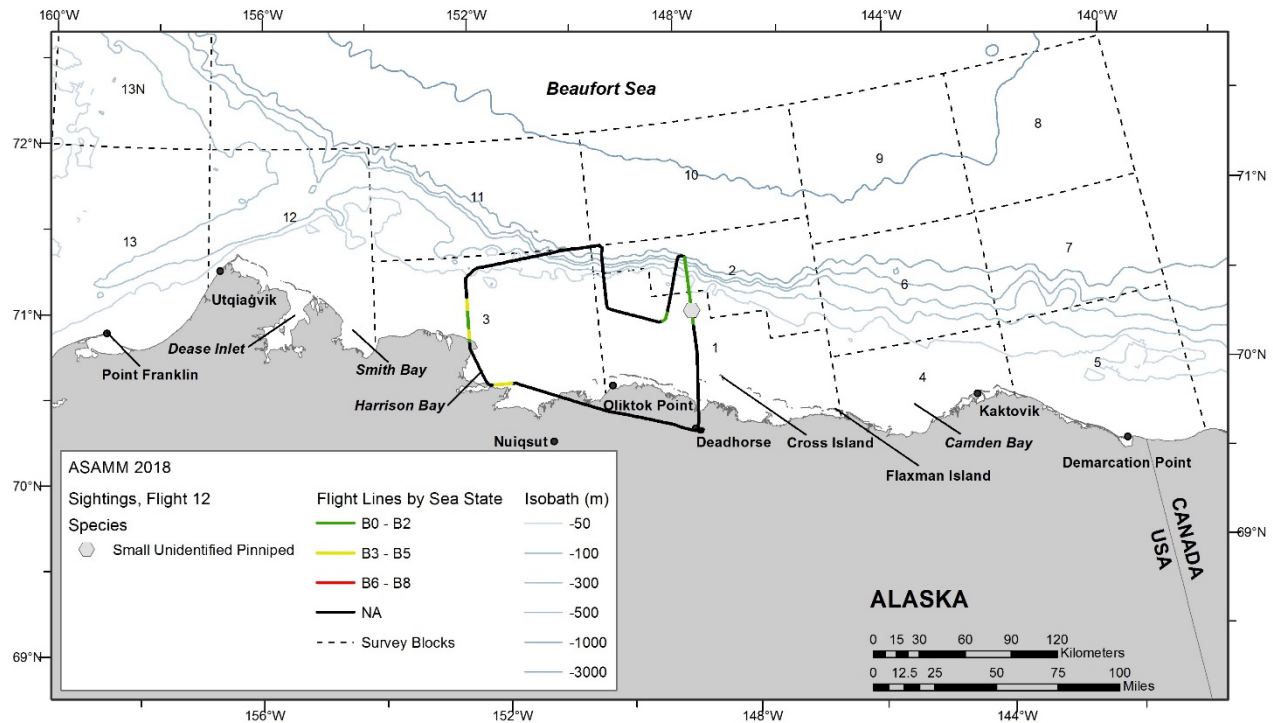 160°W 156°W 152°W 148°W 144°W 140°W
Beaufort Sea
13N
8
72°N
9
71°N
10
11
12
13
7
2
6
Utqiaġvik
71°N
3
Dease Inlet
1
70°N
Point Franklin
Smith Bay
5
4
Harrison Bay
Oliktok Point
Kaktovik
Nuiqsut
Deadhorse
Cross Island
Camden Bay
Flaxman Island
Demarcation Point
70°N
69°N
CANADA
USA
ASAMM 2018
Sightings, Flight 12
Species
Small Unidentified Pinniped
Flight Lines by Sea State
B0 - B2
B3 - B5
B6 - B8
NA
Survey Blocks
Isobath (m)
-50
-100
-300
-500
-1000
-3000
ALASKA
0 15 30 60 90 120
Kilometers
0 12.5 25 50 75 100
Miles
69°N
156°W 152°W 148°W 144°W